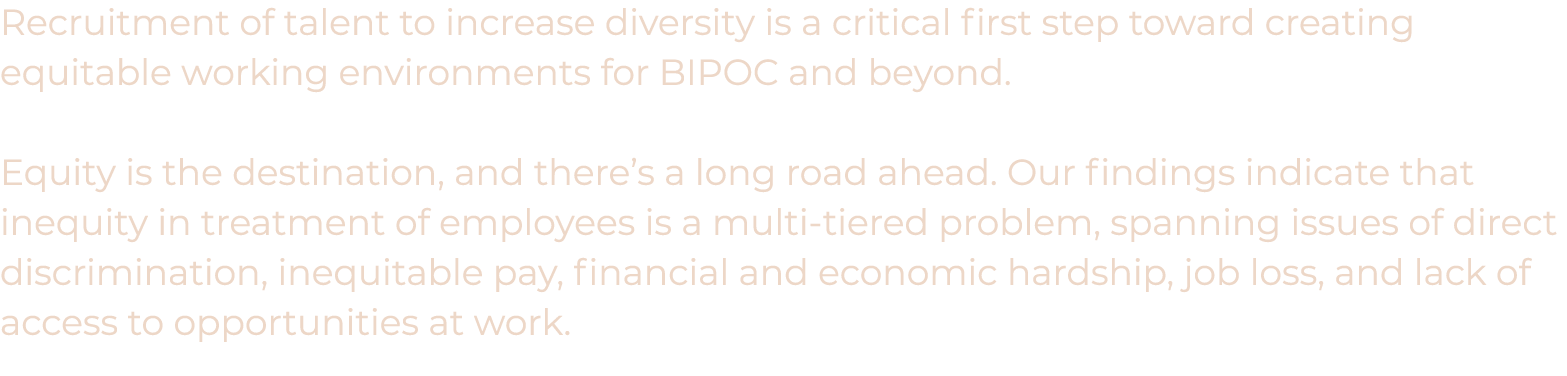 Recruitment of talent to increase diversity is a critical first step toward creating
equitable working environments for BIPOC and beyond.
Equity is the destination, and there’s a long road ahead. Our findings indicate that
inequity in treatment of employees is a multi-tiered problem, spanning issues of direct
discrimination, inequitable pay, financial and economic hardship, job loss, and lack of
access to opportunities at work.